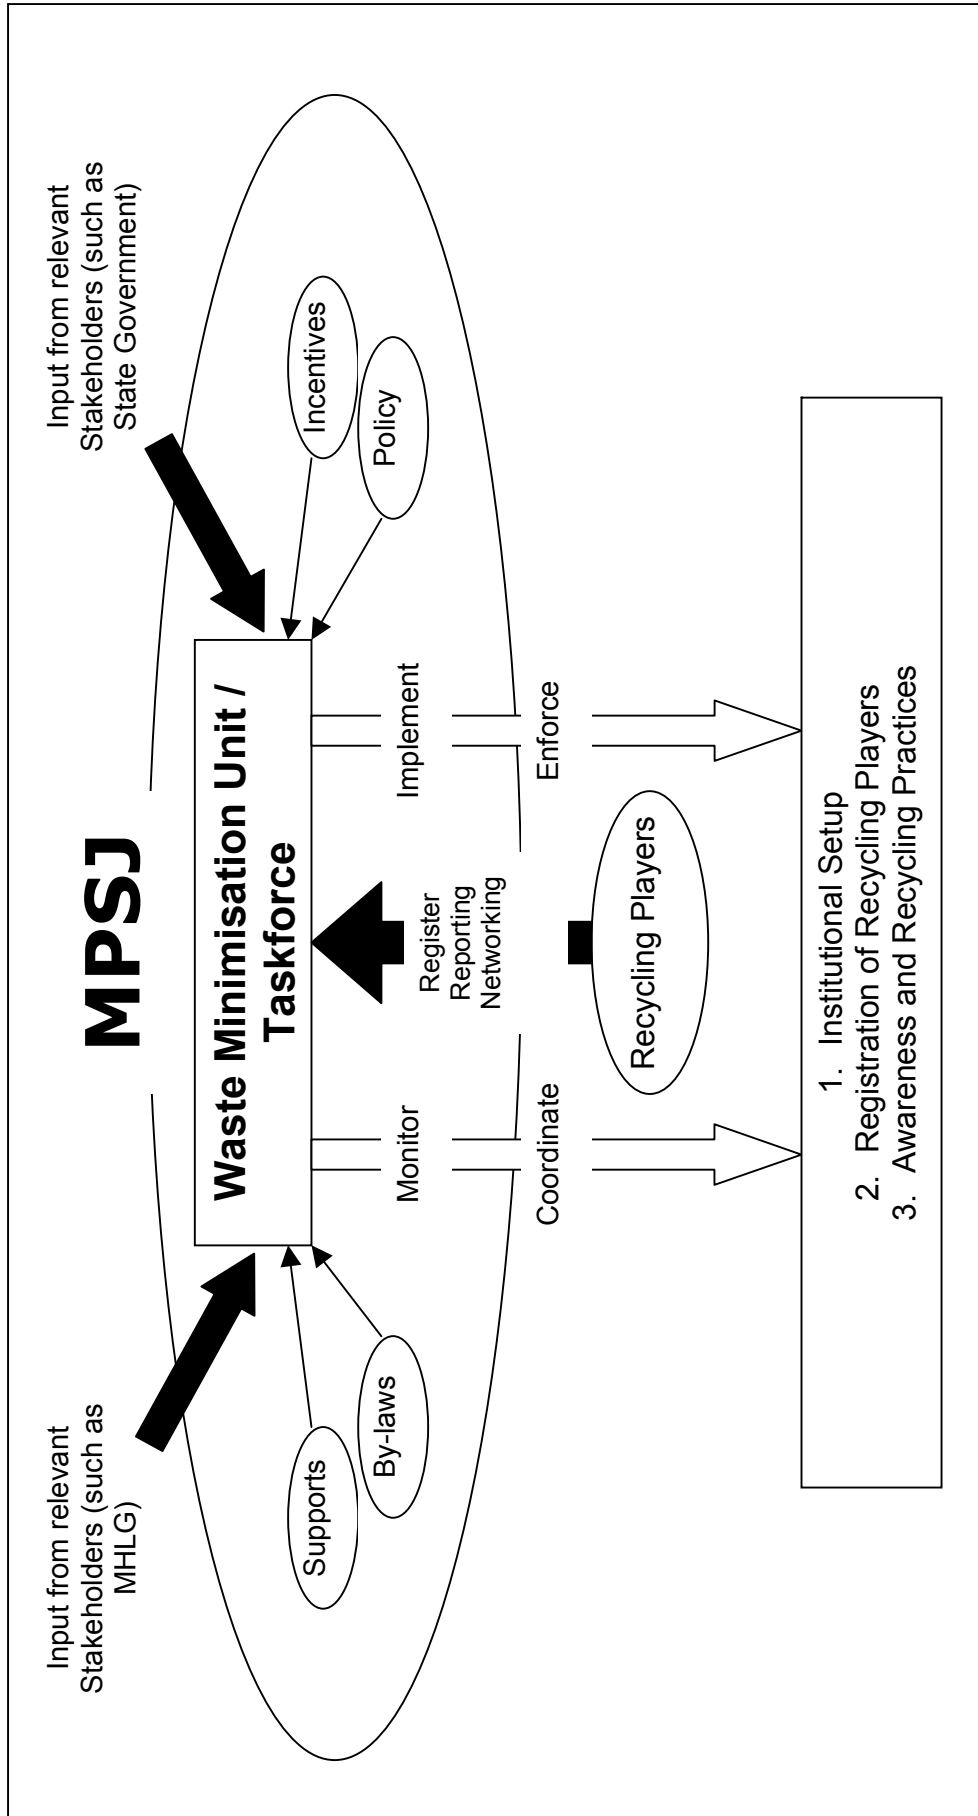 Input from relevant
Stakeholders (such as
MHLG)
MPSJ
Input from relevant
Stakeholders (such as
State Government)
Waste Minimisation Unit /
Taskforce
Supports
By-laws
Incentives
Policy
Monitor
Coordinate
Register
Reporting
Networking
Implement
Enforce
Recycling Players
1. Institutional Setup
2. Registration of Recycling Players
3. Awareness and Recycling Practices